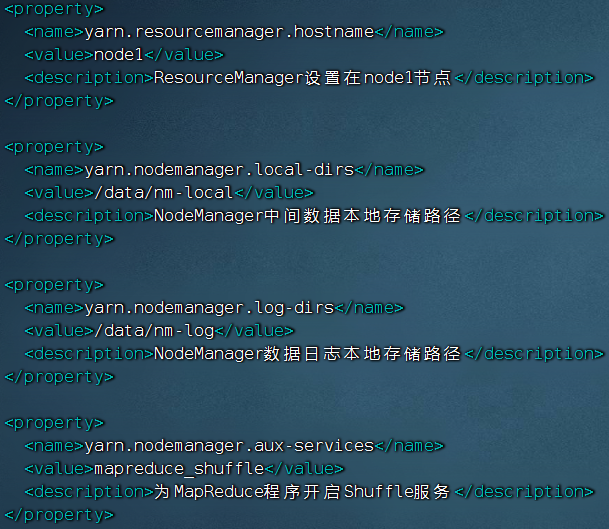 <property>
<name>yarn.resourcemanager.hostname</name>
<value>node1</value>
<description>ResourceManager设置在node1节点</description>
</property>
<property>
<name>yarn.nodemanager.local-dirs</name>
<value>/data/nm-local</value>
<description>NodeManager中间数据本地存储路径</description>
</property>
<property>
<name>yarn.nodemanager.log-dirs</name>
<value>/data/nm-log</value>
<description>NodeManager数据日志本地存储路径</description>
</property>
<property>
<name>yarn.nodemanager.aux-services</name>
<value>mapreduce_shuffle</value>
<description>为MapReduce程序开启Shuffle服务</description>
</property>